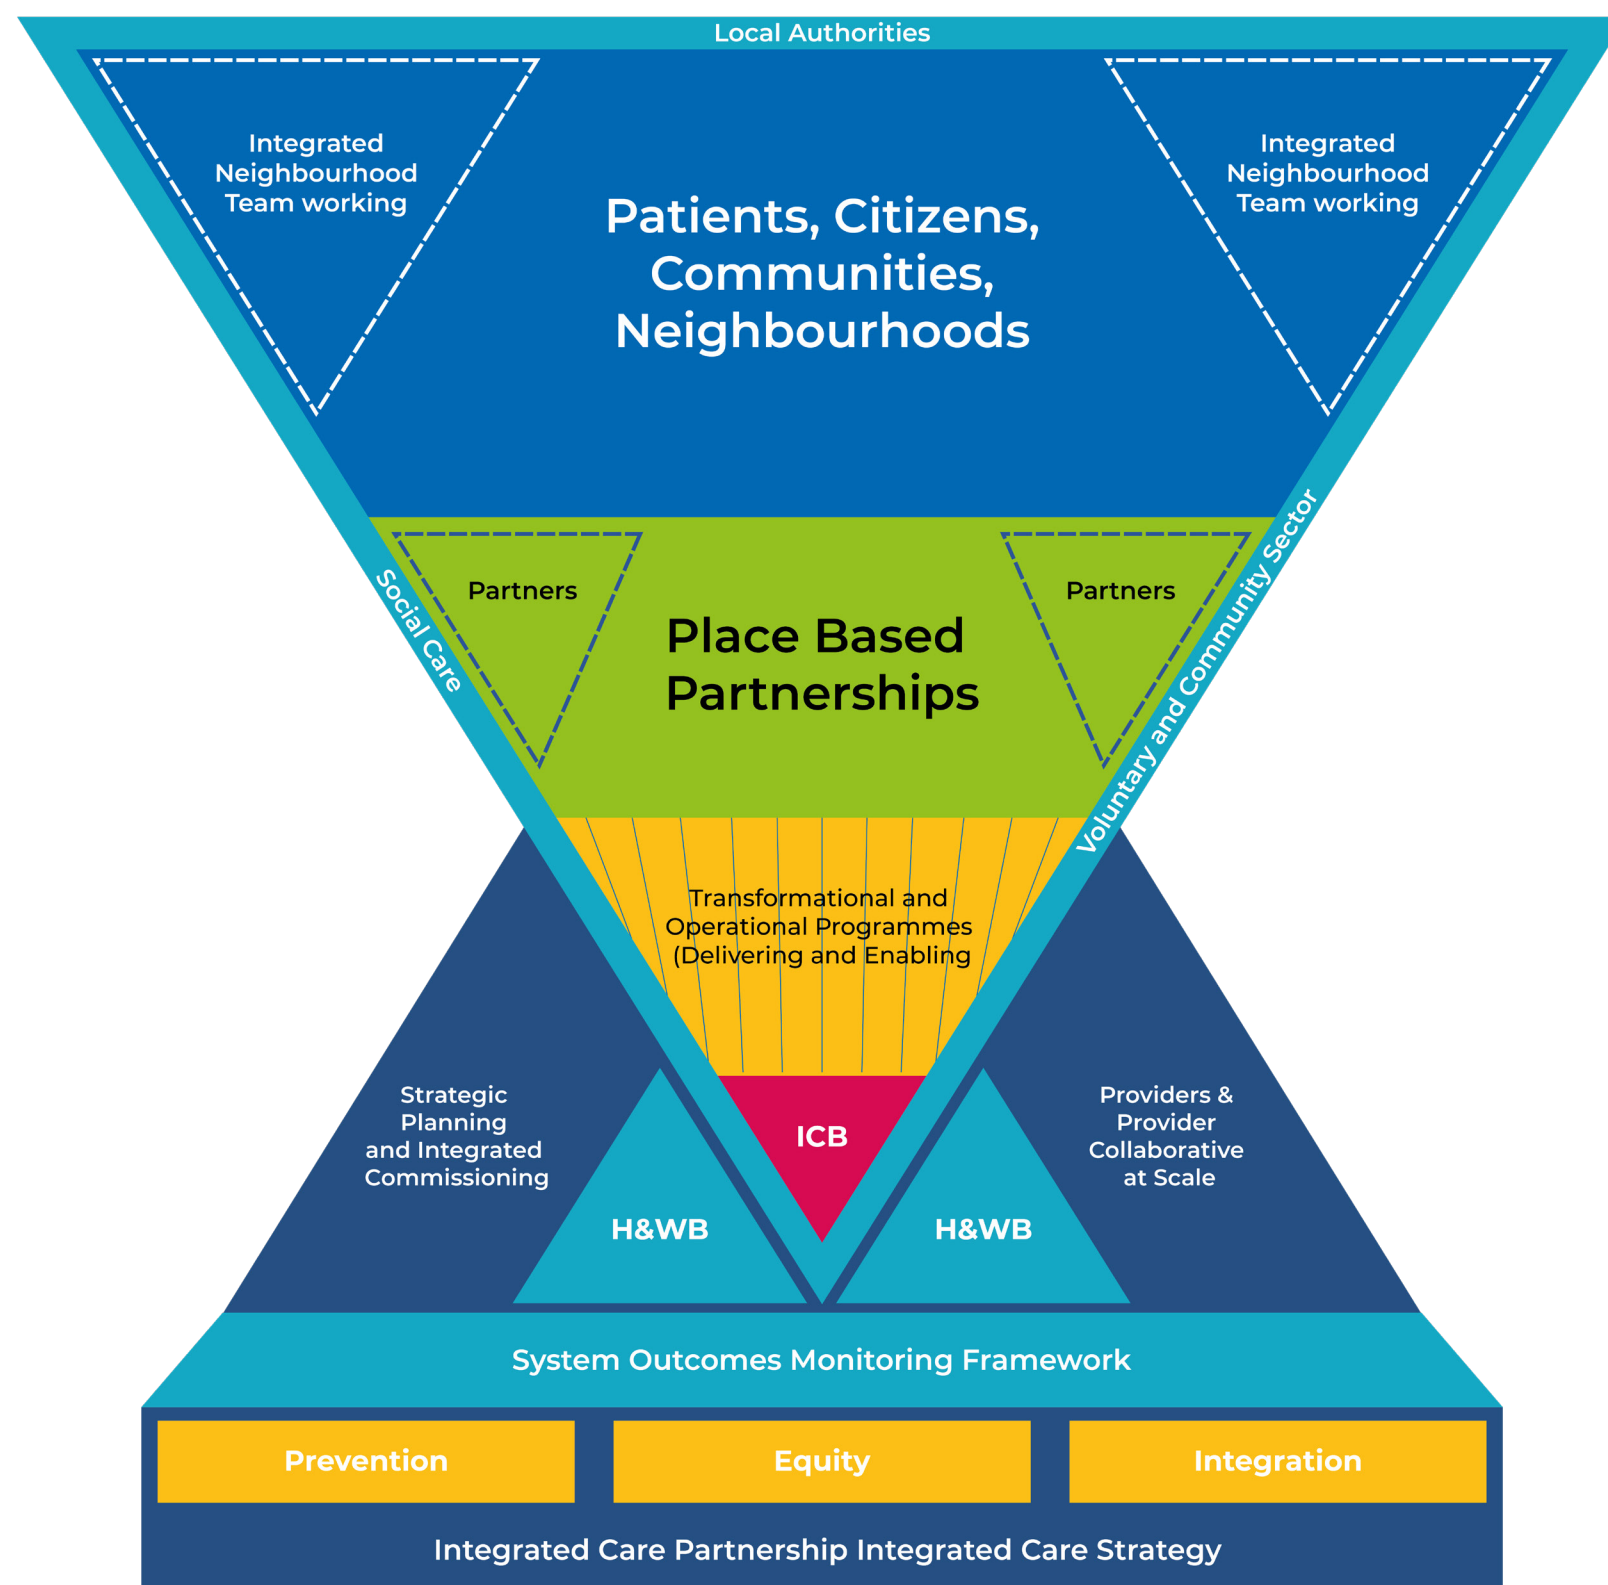 Local Authorities
Integrated
Neighbourhood
Team working
Integrated
Neighbourhood
Team working
Patients, Citizens,
Communities,
Neighbourhoods
Social Care
Voluntary and Community Sector
Partners
Partners
Place Based
Partnerships
Transformational and
Operational Programmes
(Delivering and Enabling
Strategic
Planning
and Integrated
Commissioning
ICB
Providers &
Provider
Collaborative
at Scale
H&WB
H&WB
System Outcomes Monitoring Framework
Prevention
Equity
Integration
Integrated Care Partnership Integrated Care Strategy